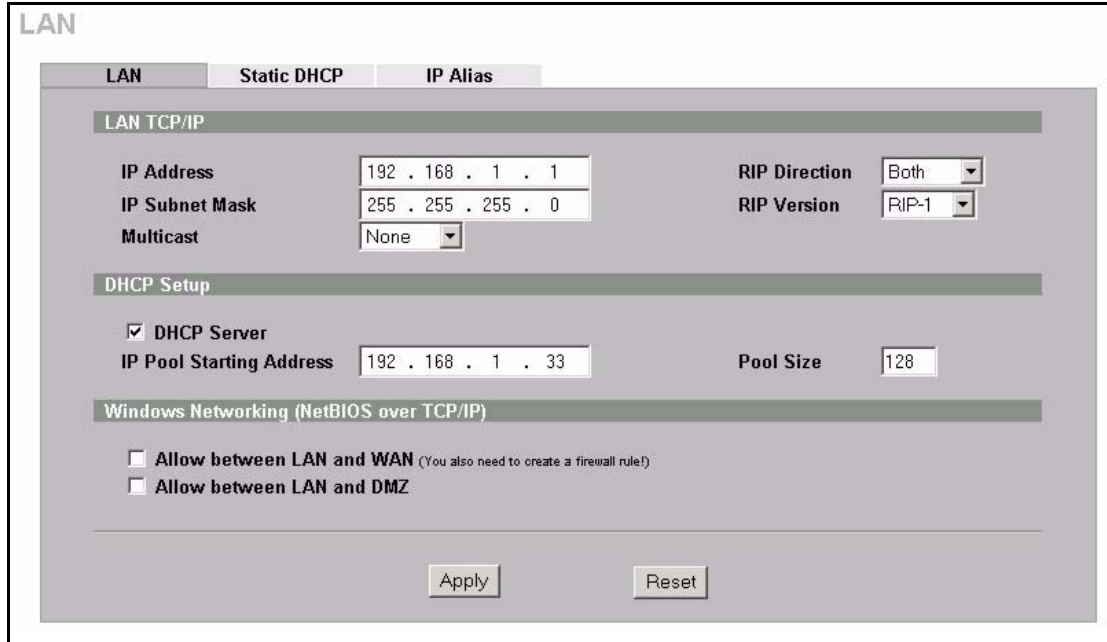 LAN
LAN Static DHCP IP Alias
LAN TCP/IP
IP Address 192 . 168 . 1 . 1 RIP Direction Both
IP Subnet Mask 255 . 255 . 255 . 0 RIP Version RIP-1
Multicast None
DHCP Setup
DHCP Server
IP Pool Starting Address 192 . 168 . 1 . 33 Pool Size 128
Windows Networking (NetBIOS over TCP/IP)
Allow between LAN and WAN (You also need to create a firewall rule!)
Allow between LAN and DMZ
Apply Reset